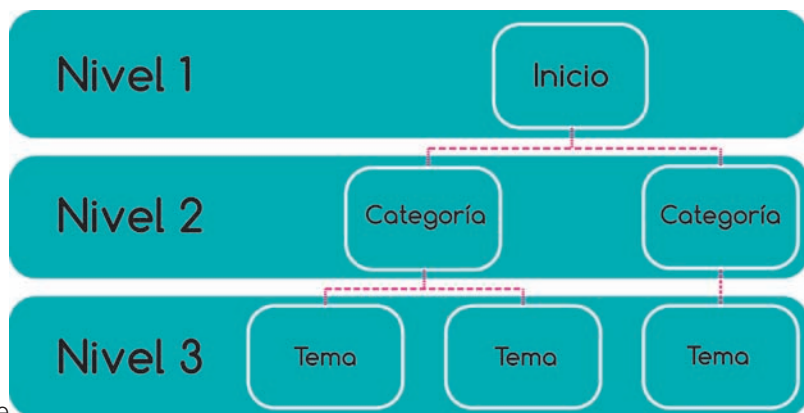 Nivel 1
Inicio
Nivel 2
Categoría
Categoría
Nivel 3
Tema
Tema
Tema
e